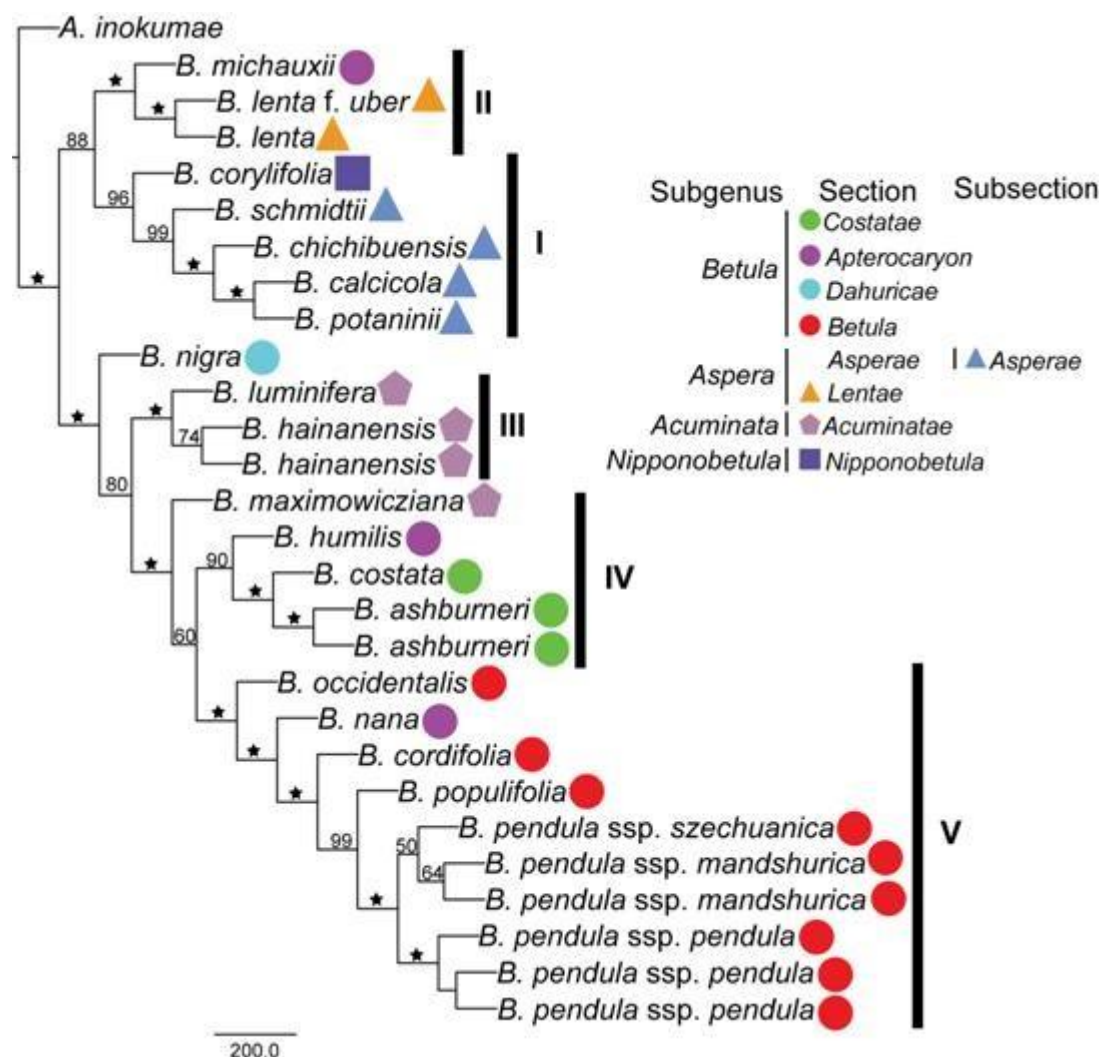 A. inokumae
B. michauxii
B. lenta f. uber
II
B. lenta
88
B. corylifolia
96
B. schmidtii
99
B. chichibuensis
I
B. calcicola
B. potaninii
B. nigra
B. luminifera
B. hainanensis
III
74
B. hainanensis
80
B. maximowicziana
B. humilis
90
B. costata
IV
B. ashburneri
60
B. ashburneri
B. occidentalis
B. nana
B. cordifolia
B. populifolia
99
B. pendula ssp. szechuanica
V
50
B. pendula ssp. mandshurica
64
B. pendula ssp. mandshurica
B. pendula ssp. pendula
B. pendula ssp. pendula
B. pendula ssp. pendula
200.0
Subgenus Section Subsection
Costatae
Betula Apterocaryon
Dahuricae
Betula
Aspera Asperae I Asperae
Lentae
Acuminata Acuminatae
Nipponobetula Nipponobetula